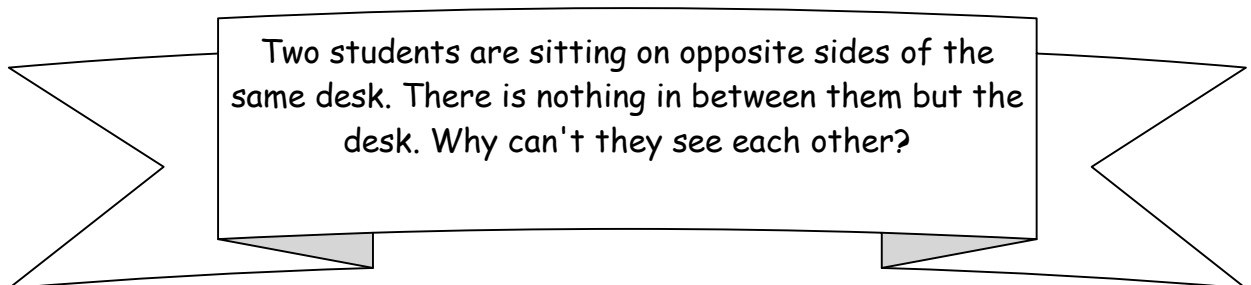 Two students are sitting on opposite sides of the
same desk. There is nothing in between them but the
desk. Why can't they see each other?